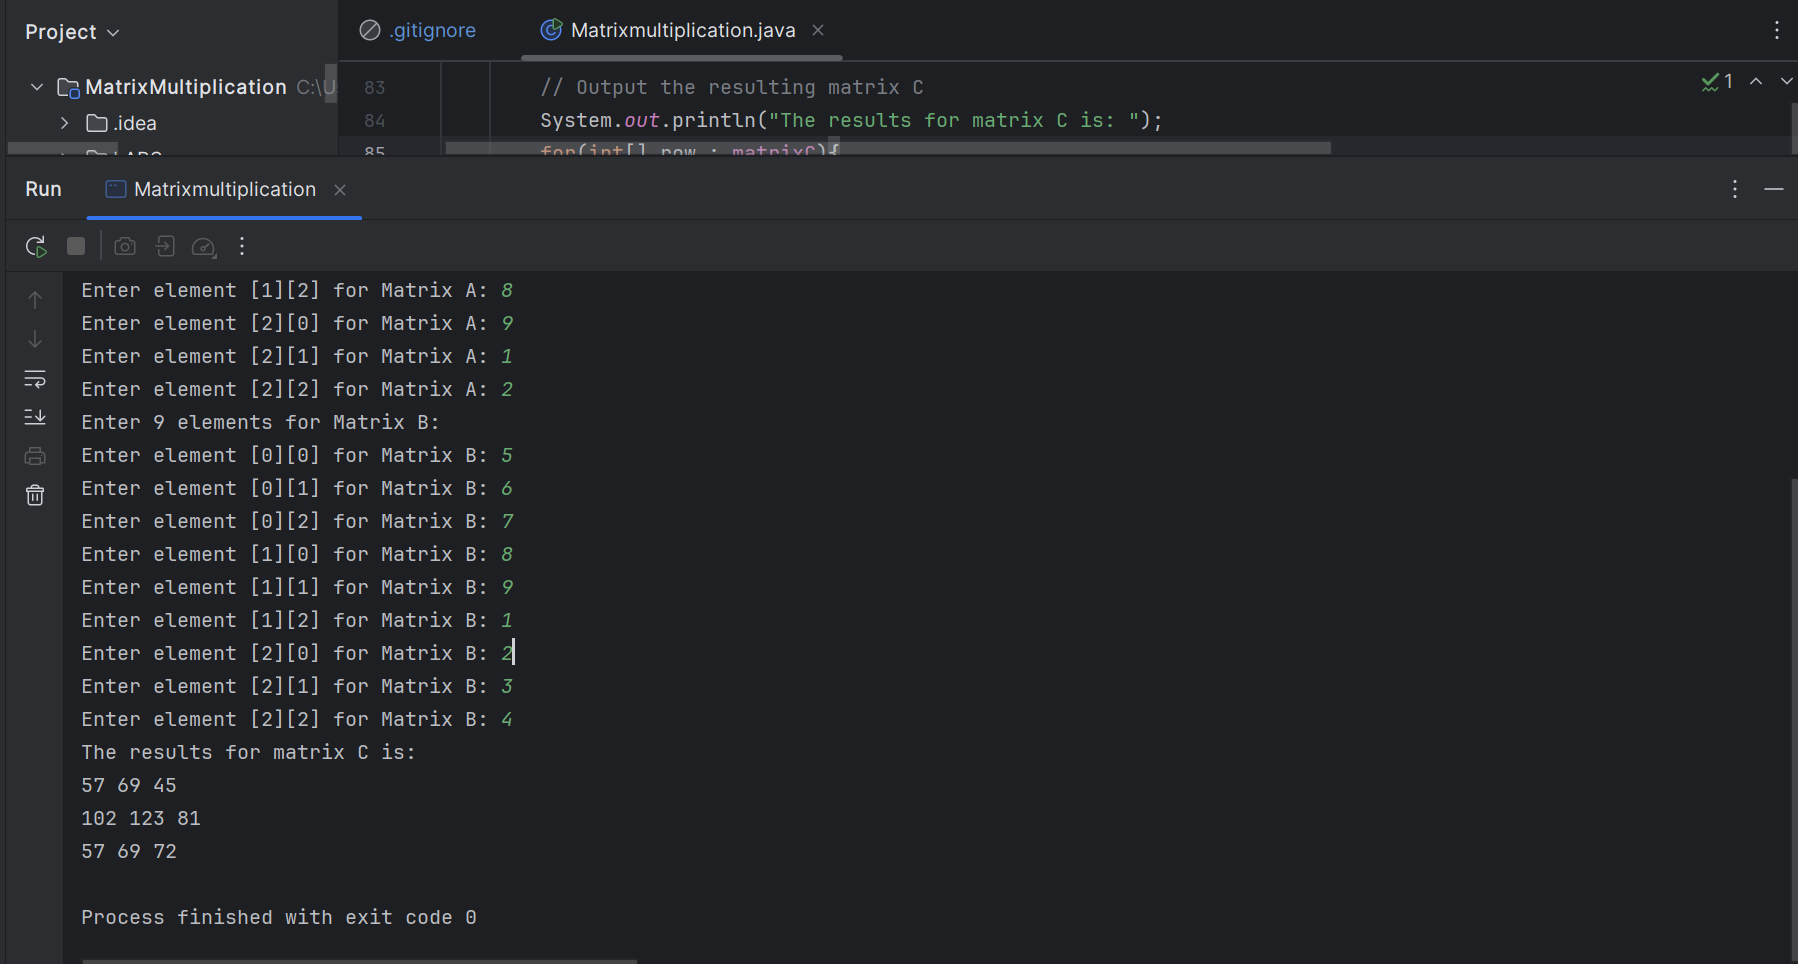 Project
.gitignore
Matrixmultiplication.java
MatrixMultiplication C:\U
.idea
83 // Output the resulting matrix C
84 System.out.println("The results for matrix C is: ");
85 for(int[] row : matrixC){
1
Run Matrixmultiplication
Enter element [1][2] for Matrix A: 8
Enter element [2][0] for Matrix A: 9
Enter element [2][1] for Matrix A: 1
Enter element [2][2] for Matrix A: 2
Enter 9 elements for Matrix B:
Enter element [0][0] for Matrix B: 5
Enter element [0][1] for Matrix B: 6
Enter element [0][2] for Matrix B: 7
Enter element [1][0] for Matrix B: 8
Enter element [1][1] for Matrix B: 9
Enter element [1][2] for Matrix B: 1
Enter element [2][0] for Matrix B: 2
Enter element [2][1] for Matrix B: 3
Enter element [2][2] for Matrix B: 4
The results for matrix C is:
57 69 45
102 123 81
57 69 72
Process finished with exit code 0